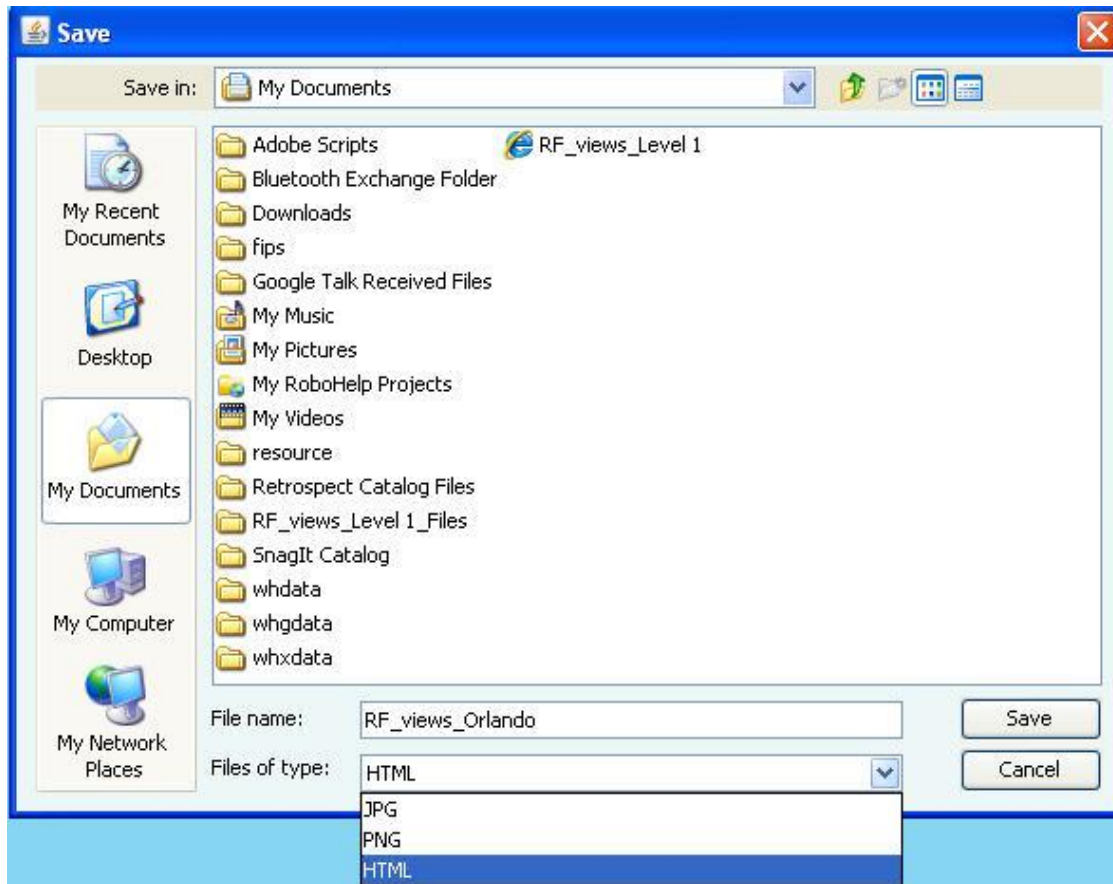 Save
Save in:
My Documents
My Recent
Documents
Desktop
My Documents
My Computer
My Network
Places
Adobe Scripts
Bluetooth Exchange Folder
Downloads
fips
Google Talk Received Files
My Music
My Pictures
My RoboHelp Projects
My Videos
resource
Retrospect Catalog Files
RF_views_Level 1_Files
SnagIt Catalog
whdata
whgdata
whxdata
RF_views_Level 1
File name:
RF_views_Orlando
Save
Files of type:
HTML
Cancel
JPG
PNG
HTML